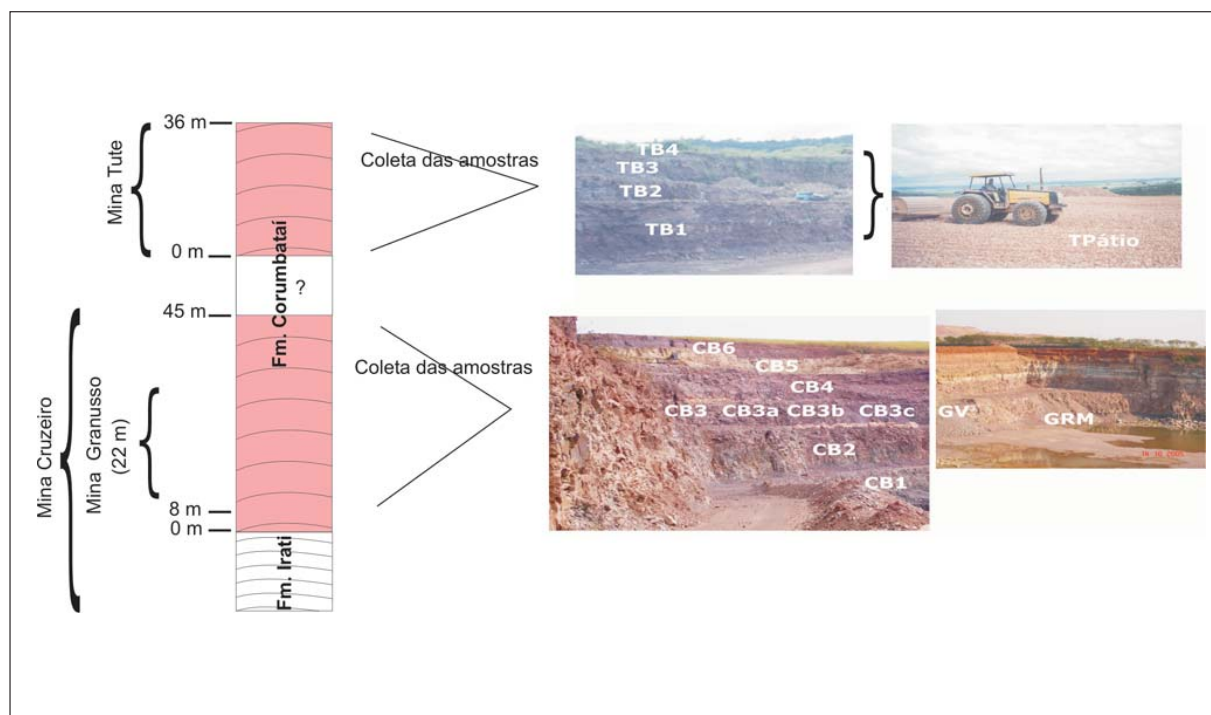 36 m
Mina Tute
0 m
?
45 m
Fm. Corumbataí
Mina Cruzeiro
Mina Granusso
(22 m)
8 m
0 m
Fm. Irati
Coleta das amostras
TB4
TB3
TB2
TB1
TPátio
Coleta das amostras
CB6
CB5
CB4
CB3 CB3a CB3b CB3c
CB2
CB1
GV
GRM